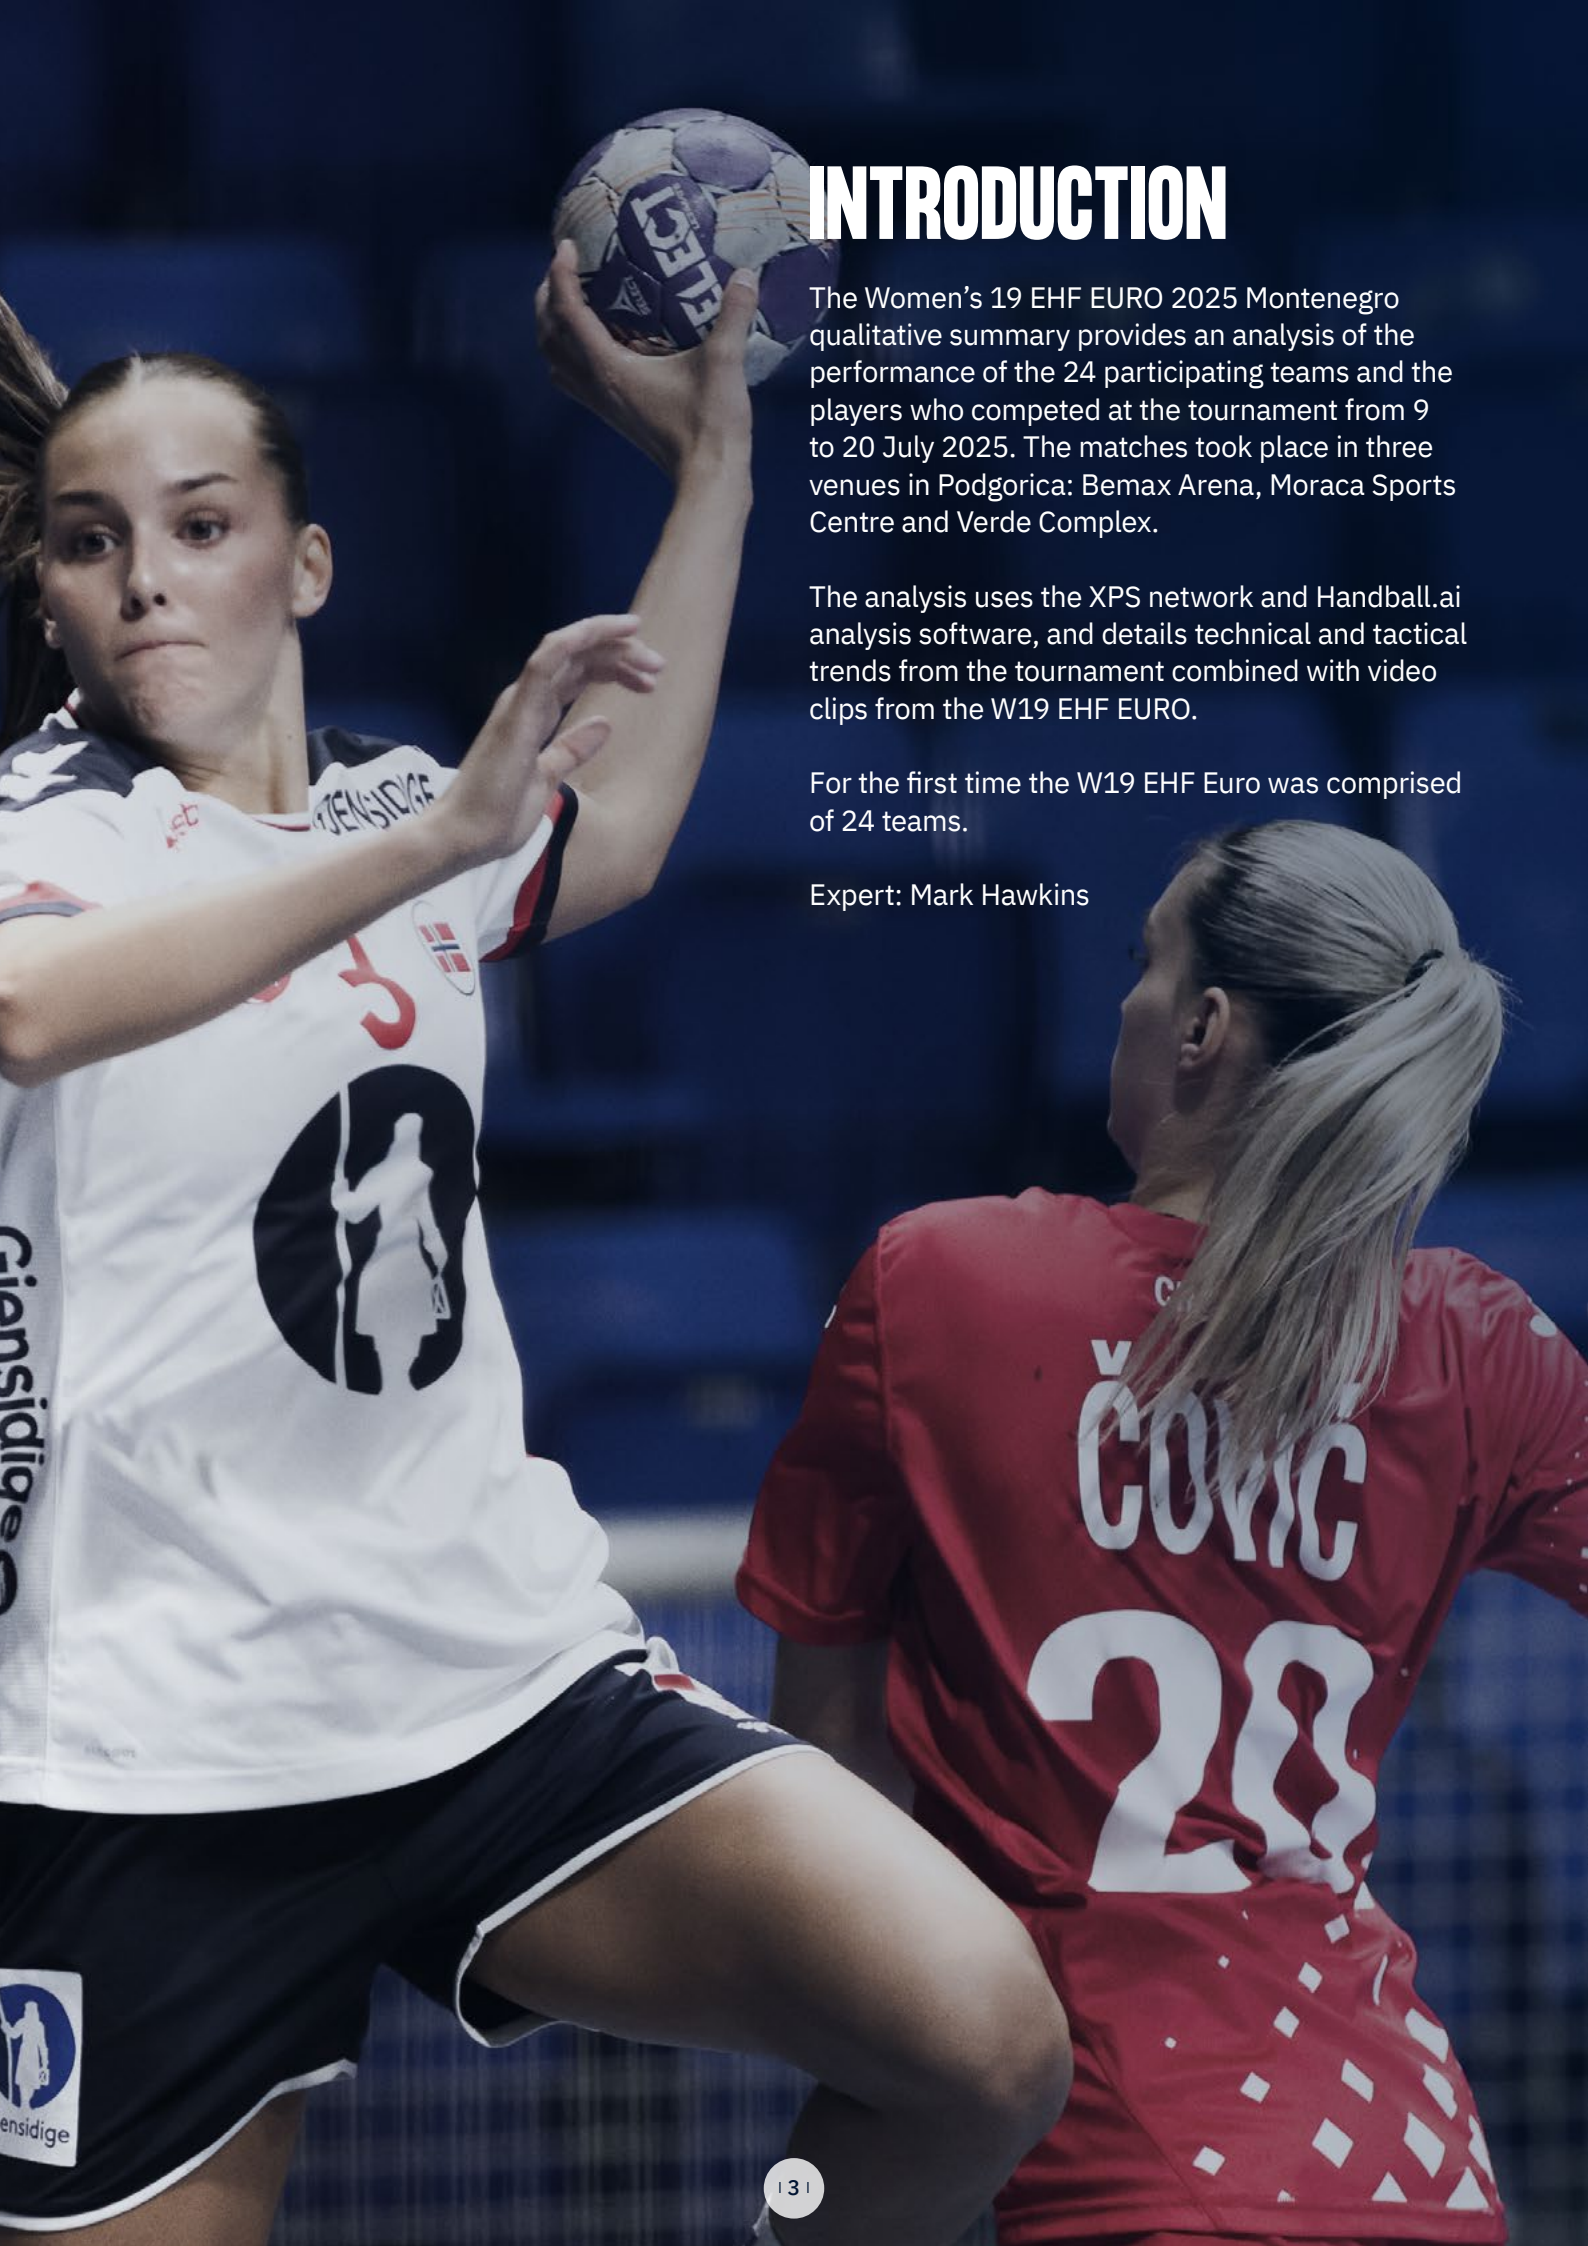 INTRODUCTION
The Women’s 19 EHF EURO 2025 Montenegro
qualitative summary provides an analysis of the
performance of the 24 participating teams and the
players who competed at the tournament from 9
to 20 July 2025. The matches took place in three
venues in Podgorica: Bemax Arena, Moraca Sports
Centre and Verde Complex.
The analysis uses the XPS network and Handball.ai
analysis software, and details technical and tactical
trends from the tournament combined with video
clips from the W19 EHF EURO.
For the first time the W19 EHF Euro was comprised
of 24 teams.
Expert: Mark Hawkins
SELECT
SELECT
GJENSIDIGE
3
Gjensidige
ČOVIĆ
20
ensidige
3